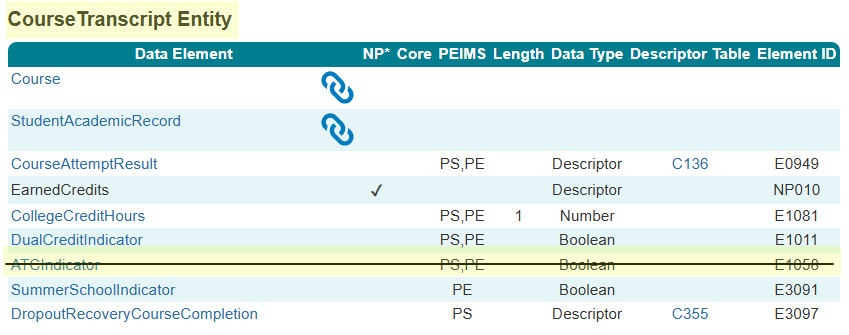 CourseTranscript Entity
Data Element NP* Core PEIMS Length Data Type Descriptor Table Element ID
Course
StudentAcademicRecord
CourseAttemptResult PS,PE Descriptor C136 E0949
EarnedCredits ✓ Descriptor NP010
CollegeCreditHours PS,PE 1 Number E1081
DualCreditIndicator PS,PE Boolean E1011
ATCIndicator PS,PE Boolean E1058
SummerSchoolIndicator PE Boolean E3091
DropoutRecoveryCourseCompletion PS Descriptor C355 E3097